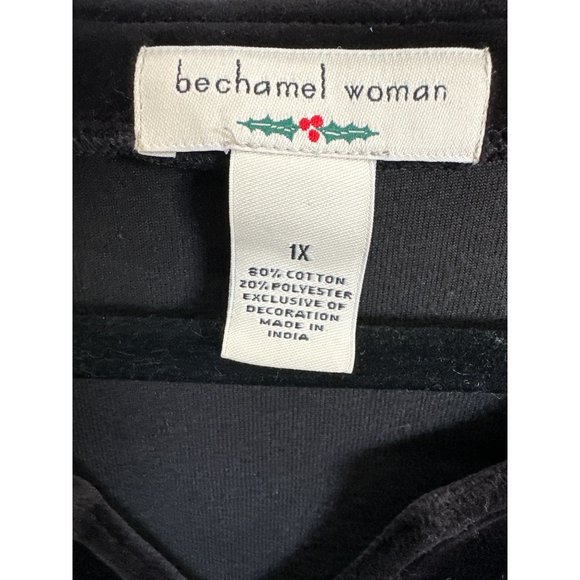 bechamel woman
1X
80% COTTON
20% POLYESTER
EXCLUSIVE OF
DECORATION
MADE IN
INDIA